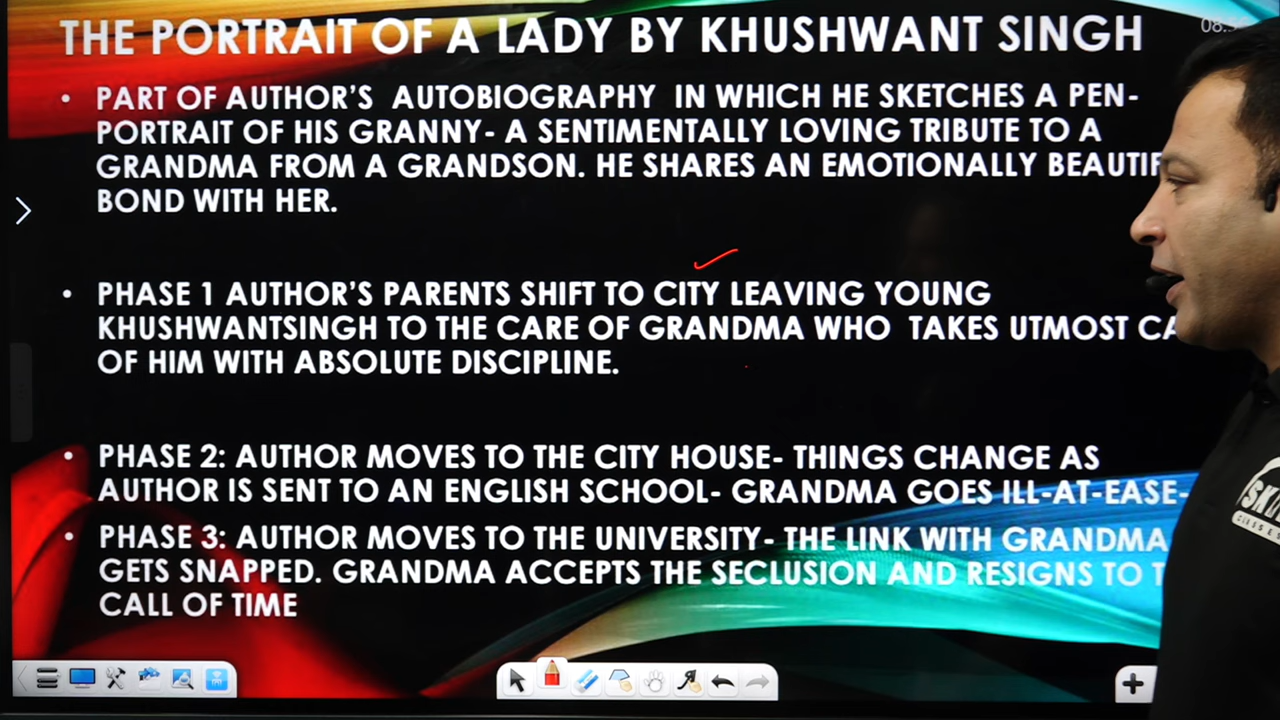 THE PORTRAIT OF A LADY BY KHUSHWANT SINGH
• PART OF AUTHOR'S AUTOBIOGRAPHY IN WHICH HE SKETCHES A PEN-
PORTRAIT OF HIS GRANNY- A SENTIMENTALLY LOVING TRIBUTE TO A
GRANDMA FROM A GRANDSON. HE SHARES AN EMOTIONALLY
BOND WITH HER.
• PHASE 1 AUTHOR'S PARENTS SHIFT TO CITY LEAVING YOUNG
KHUSHWANTSINGH TO THE CARE OF GRANDMA WHO TAKES UTMOST
OF HIM WITH ABSOLUTE DISCIPLINE.
• PHASE 2: AUTHOR MOVES TO THE CITY HOUSE- THINGS CHANGE AS
AUTHOR IS SENT TO AN ENGLISH SCHOOL- GRANDMA GOES ILL-AT-EASE-
• PHASE 3: AUTHOR MOVES TO THE UNIVERSITY- THE LINK WITH GRANDMA
GETS SNAPPED. GRANDMA ACCEPTS THE SECLUSION AND RESIGNS TO
CALL OF TIME